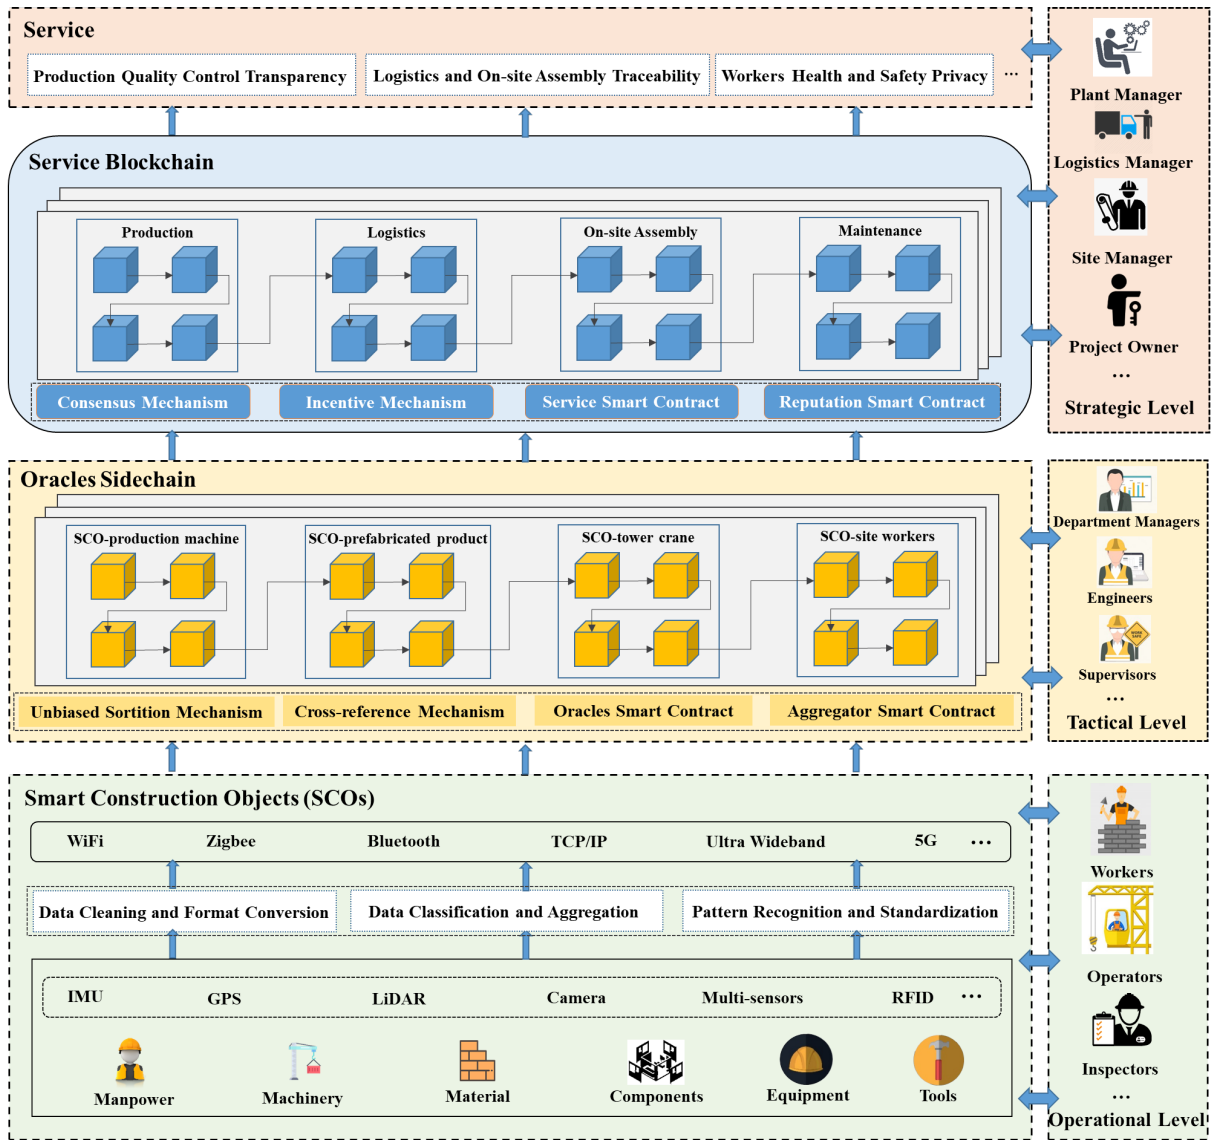 Service
Production Quality Control Transparency
Logistics and On-site Assembly Traceability
Workers Health and Safety Privacy
...
Plant Manager
Logistics Manager
Site Manager
Project Owner
...
Strategic Level
Service Blockchain
Production
Logistics
On-site Assembly
Maintenance
Consensus Mechanism
Incentive Mechanism
Service Smart Contract
Reputation Smart Contract
Oracles Sidechain
SCO-production machine
SCO-prefabricated product
SCO-tower crane
SCO-site workers
Unbiased Sortition Mechanism
Cross-reference Mechanism
Oracles Smart Contract
Aggregator Smart Contract
Department Managers
Engineers
WORK
SAFE
Supervisors
...
Tactical Level
Smart Construction Objects (SCOs)
WiFi
Zigbee
Bluetooth
TCP/IP
Ultra Wideband
5G
...
Data Cleaning and Format Conversion
Data Classification and Aggregation
Pattern Recognition and Standardization
IMU
GPS
LiDAR
Camera
Multi-sensors
RFID
...
Manpower
Machinery
Material
Components
Equipment
Tools
Workers
Operators
Inspectors
...
Operational Level